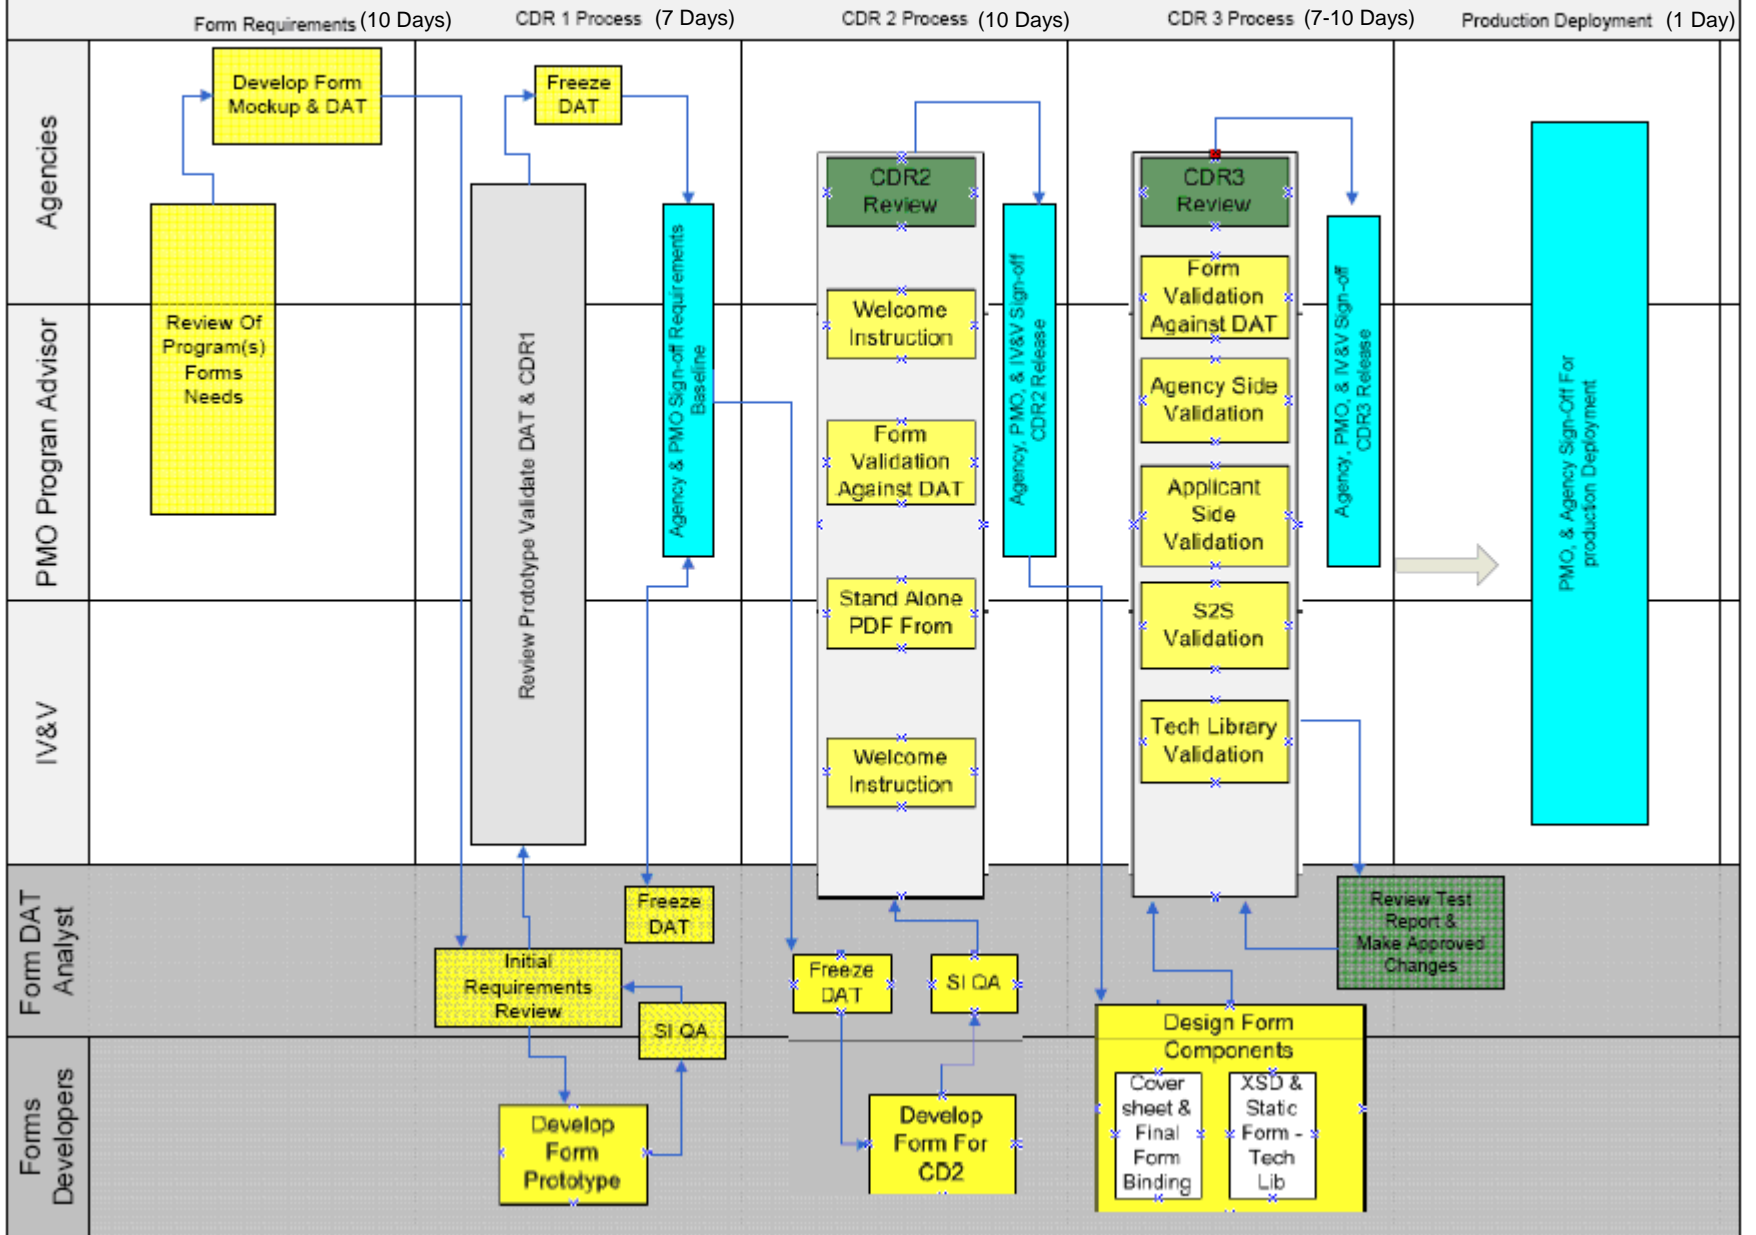 Form Requirements (10 Days)
CDR 1 Process (7 Days)
CDR 2 Process (10 Days)
CDR 3 Process (7-10 Days)
Production Deployment (1 Day)
Agencies
PMO Progran Advisor
IV&V
Form DAT
Analyst
Forms
Developers
Develop Form
Mockup & DAT
Review Of
Program(s)
Forms
Needs
Freeze
DAT
Review Prototype Validate DAT & CDR1
Agency & PMO Sign-off Requirements
Baseline
Freeze
DAT
Initial
Requirements
Review
SI QA
Develop
Form
Prototype
CDR2
Review
Welcome
Instruction
Form
Validation
Against DAT
Stand Alone
PDF From
Welcome
Instruction
Agency, PMO, & IV&V Sign-off
CDR2 Release
Freeze
DAT
SI QA
Develop
Form For
CD2
CDR3
Review
Form
Validation
Against DAT
Agency Side
Validation
Applicant
Side
Validation
S2S
Validation
Tech Library
Validation
Agency, PMO, & IV&V Sign-off
CDR3 Release
Review Test
Report &
Make Approved
Changes
Design Form
Components
Cover
sheet &
Final
Form
Binding
XSD &
Static
Form -
Tech
Lib
PMO, & Agency Sign-Off For
production Deployment